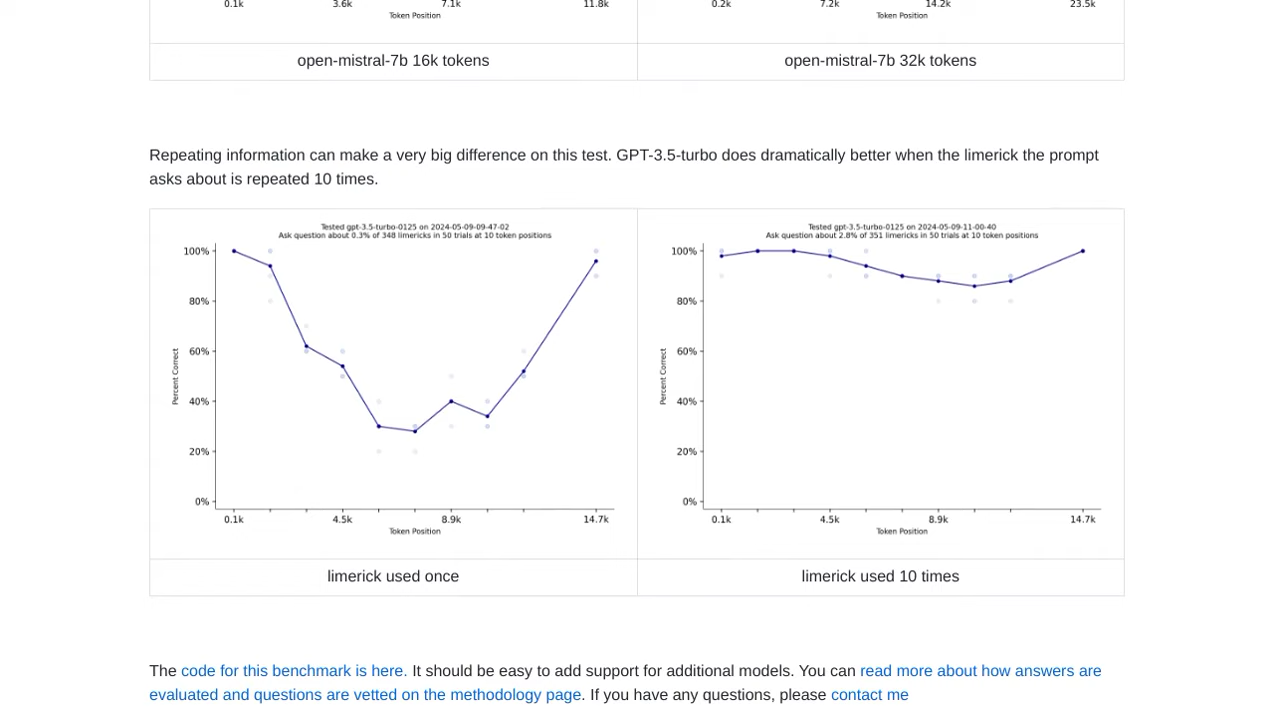 0.1k 3.6k 7.1k 11.8k
Token Position
0.2k 7.2k 14.2k 23.5k
Token Position
open-mistral-7b 16k tokens
open-mistral-7b 32k tokens
Repeating information can make a very big difference on this test. GPT-3.5-turbo does dramatically better when the limerick the prompt
asks about is repeated 10 times.
Tested gpt-3.5-turbo-0125 on 2024-05-09-09-47-02
Ask question about 0.3% of 348 limericks in 50 trials at 10 token positions
100%
80%
60%
40%
20%
0%
Percent Correct
0.1k 4.5k 8.9k 14.7k
Token Position
Tested gpt-3.5-turbo-0125 on 2024-05-09-11-00-40
Ask question about 2.8% of 351 limericks in 50 trials at 10 token positions
100%
80%
60%
40%
20%
0%
Percent Correct
0.1k 4.5k 8.9k 14.7k
Token Position
limerick used once
limerick used 10 times
The code for this benchmark is here. It should be easy to add support for additional models. You can read more about how answers are
evaluated and questions are vetted on the methodology page. If you have any questions, please contact me